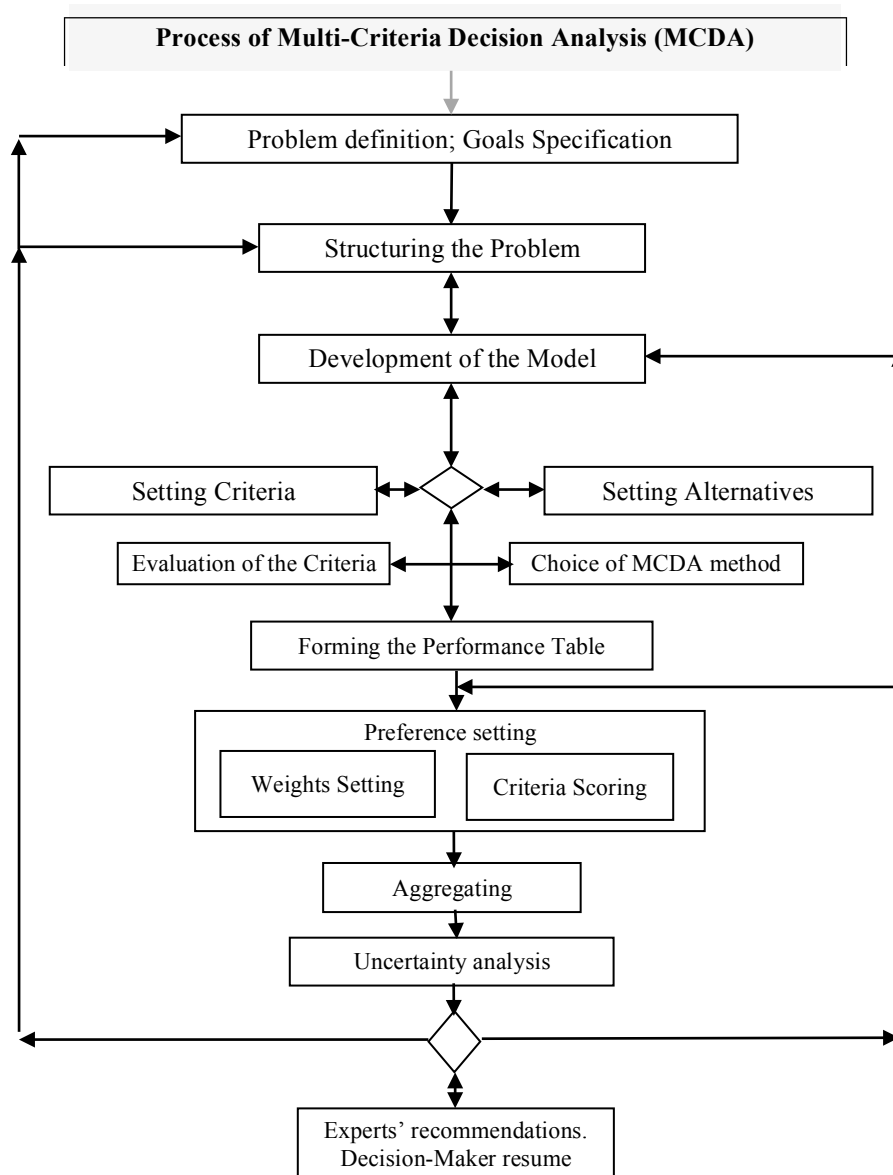 Process of Multi-Criteria Decision Analysis (MCDA)
Problem definition; Goals Specification
Structuring the Problem
Development of the Model
Setting Criteria
Setting Alternatives
Evaluation of the Criteria
Choice of MCDA method
Forming the Performance Table
Preference setting
Weights Setting
Criteria Scoring
Aggregating
Uncertainty analysis
Experts’ recommendations.
Decision-Maker resume